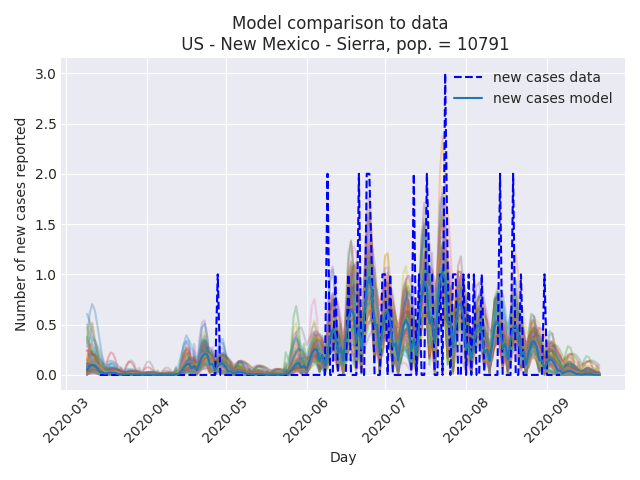 Model comparison to data
US - New Mexico - Sierra, pop. = 10791
new cases data
new cases model
Number of new cases reported
3.0
2.5
2.0
1.5
1.0
0.5
0.0
2020-03
2020-04
2020-05
2020-06
2020-07
2020-08
2020-09
Day